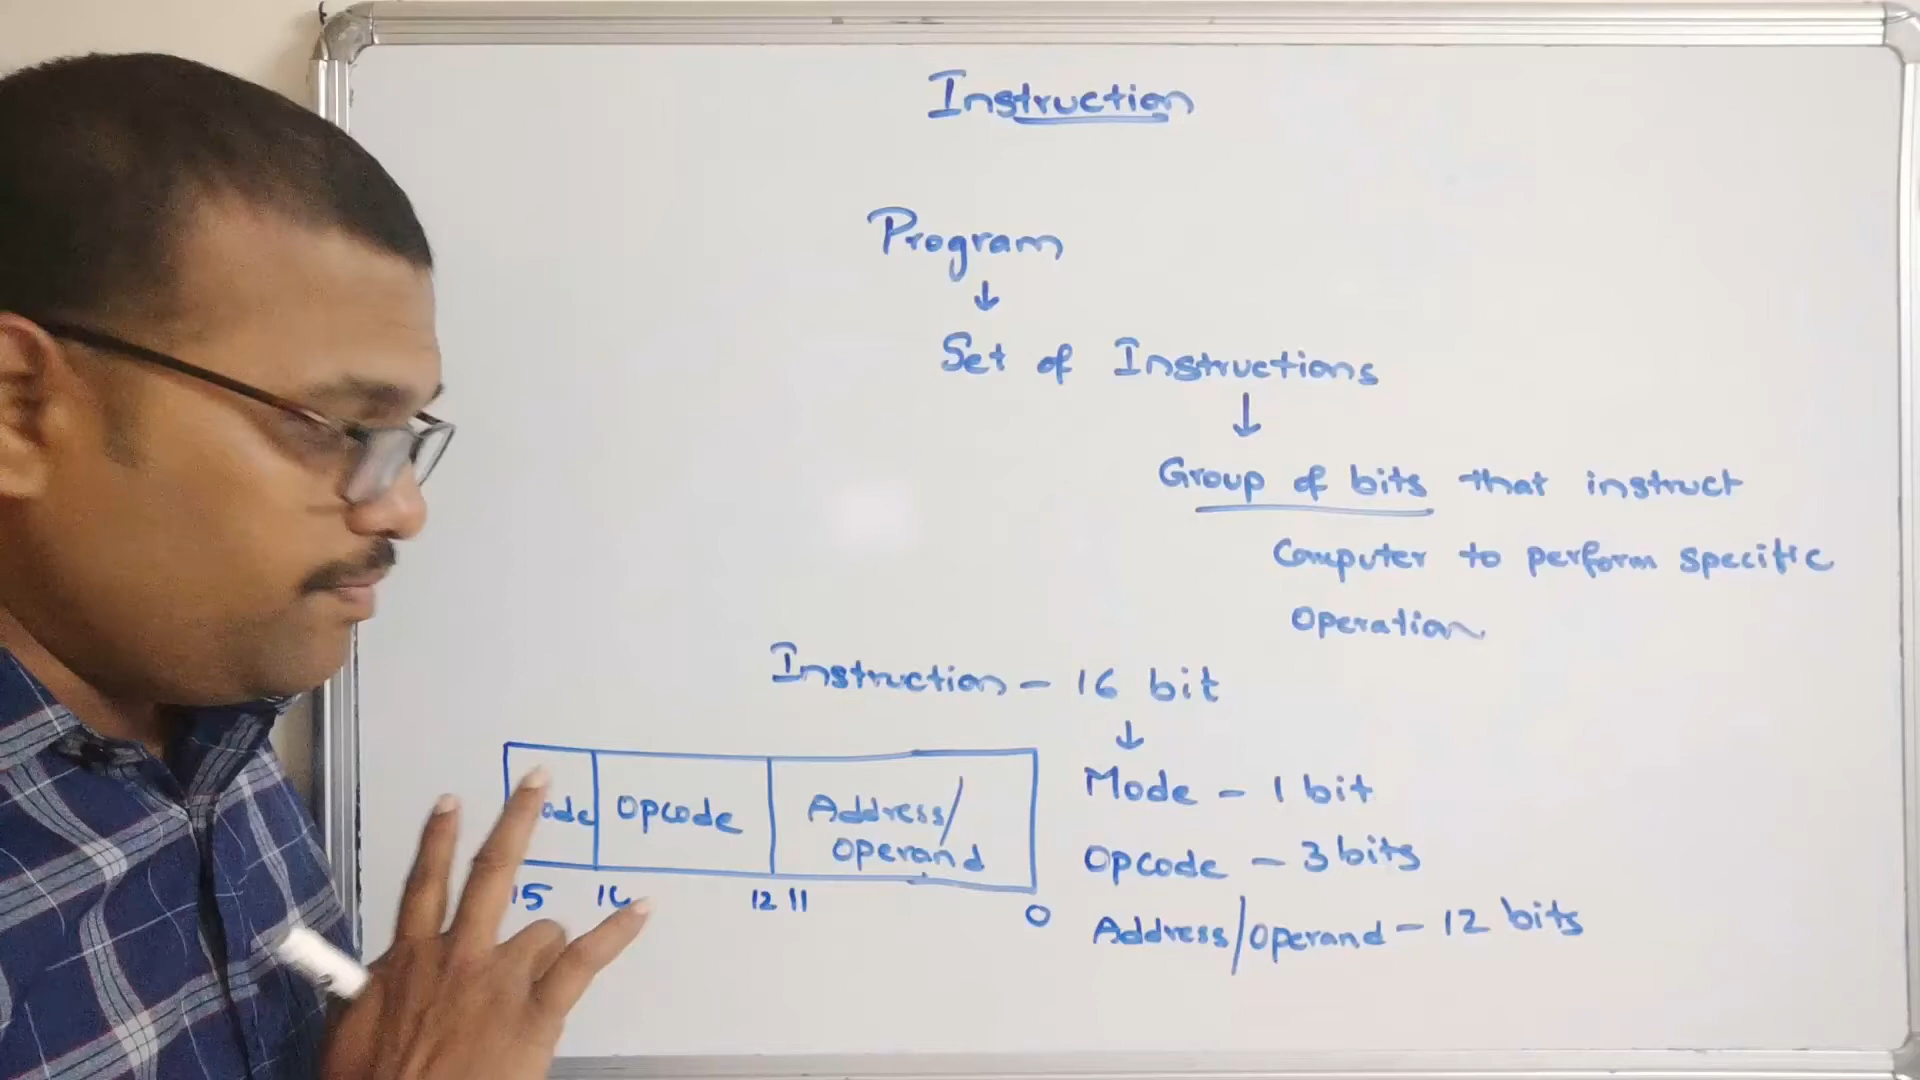 Instruction
Program
↓
Set of Instructions
↓
Group of bits that instruct
Computer to perform specific
Operation
Instruction - 16 bit
↓
Mode - 1 bit
Opcode - 3 bits
Address/Operand - 12 bits
ode Opcode Address/
Operand
15 12 11 0